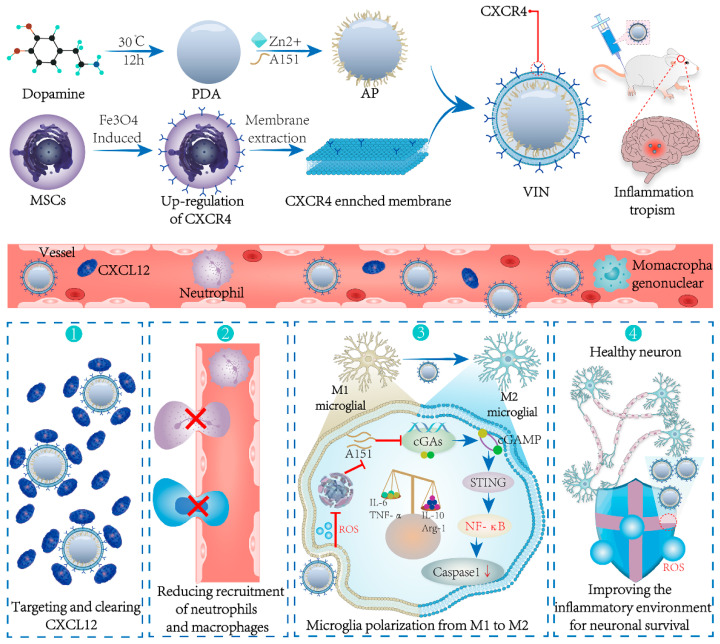 CXCR4
30℃
12h
Zn2+
A151
Dopamine
PDA
AP
Fe3O4
Induced
Membrane
extraction
MSCs
Up-regulation
of CXCR4
CXCR4 ennched membrane
VIN
Inflammation
tropism
Vessel
CXCL12
Neutrophil
Momacropha
genonuclear
1
Targeting and clearing
CXCL12
2
Reducing recruitment
of neutrophils
and macrophages
3
M1
microglial
M2
microglial
A151
cGAs
cGAMP
STING
IL-6
TNF-α
IL-10
Arg-1
NF-κB
ROS
Caspase1↓
Microglia polarization from M1 to M2
4
Healthy neuron
ROS
Improving the
inflammatory environment
for neuronal survival